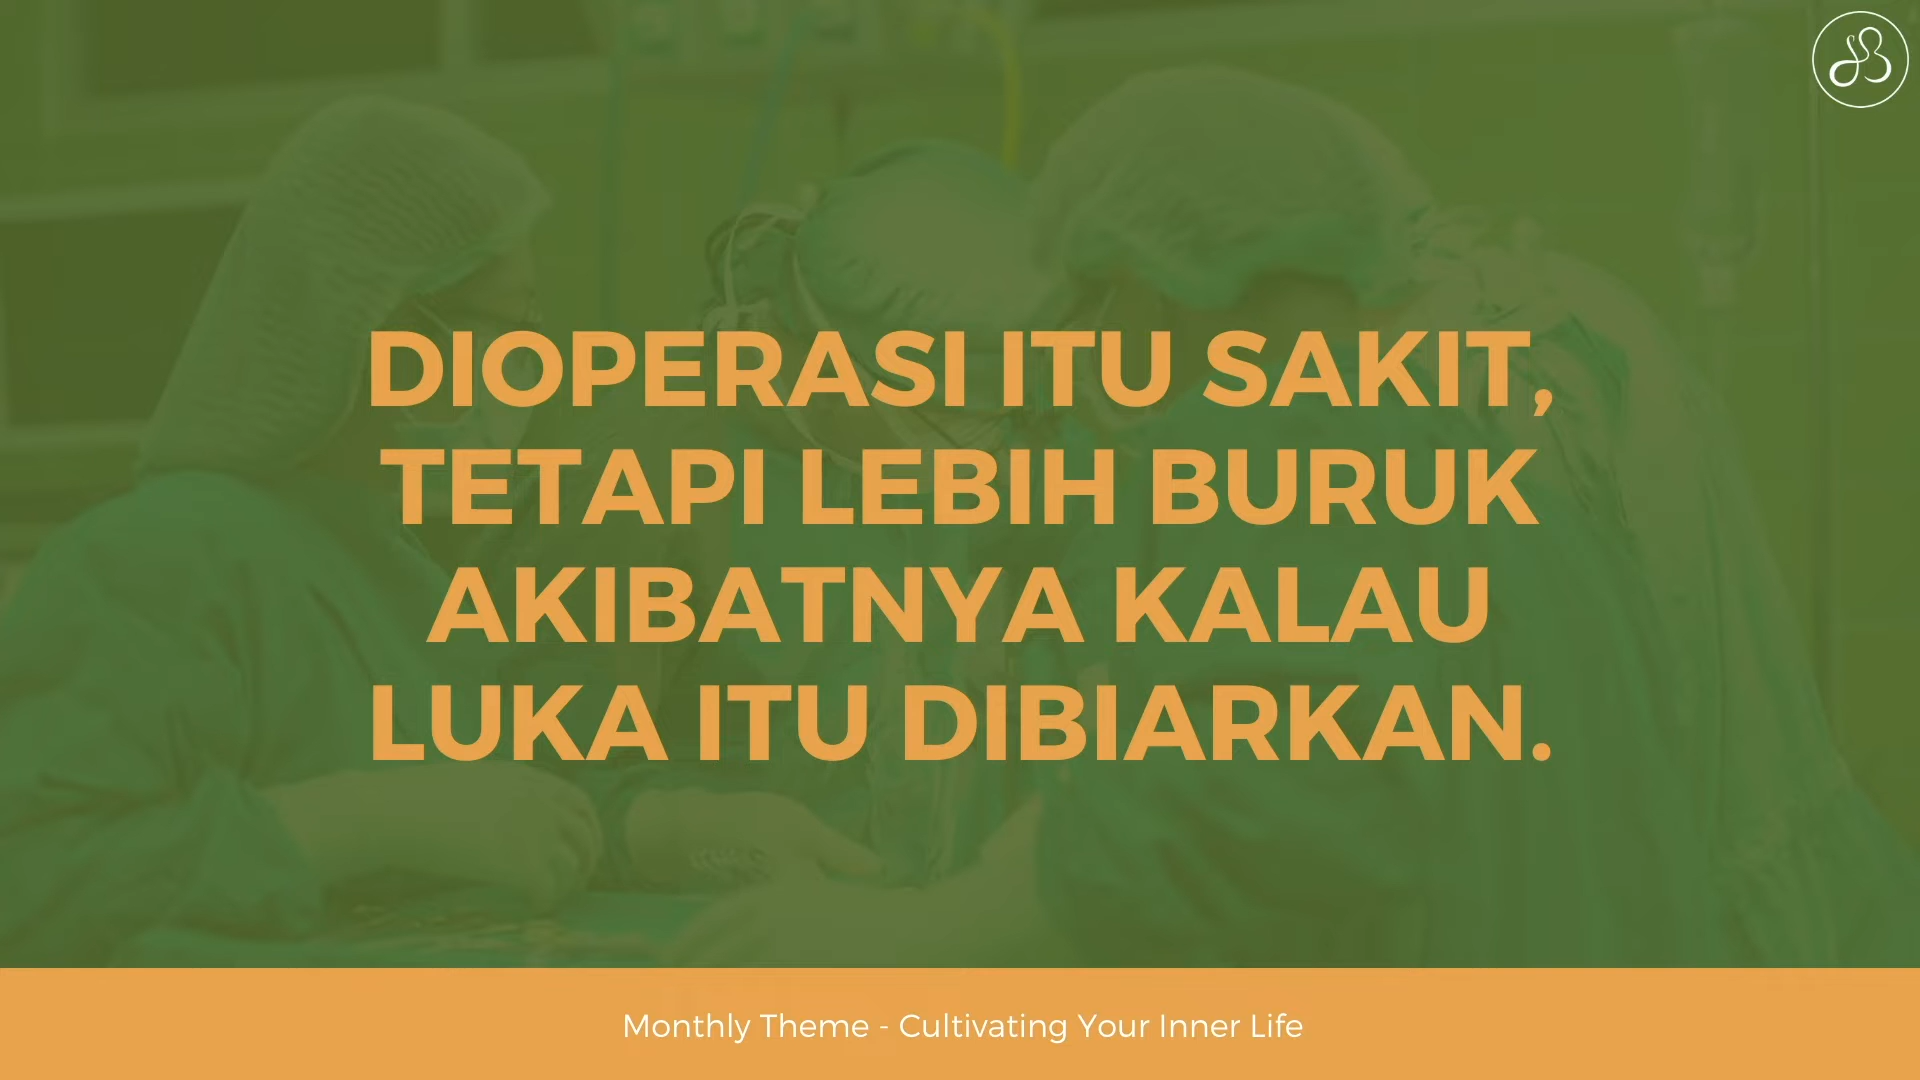 DIOPERASI ITU SAKIT,
TETAPI LEBIH BURUK
AKIBATNYA KALAU
LUKA ITU DIBIARKAN.
Monthly Theme - Cultivating Your Inner Life